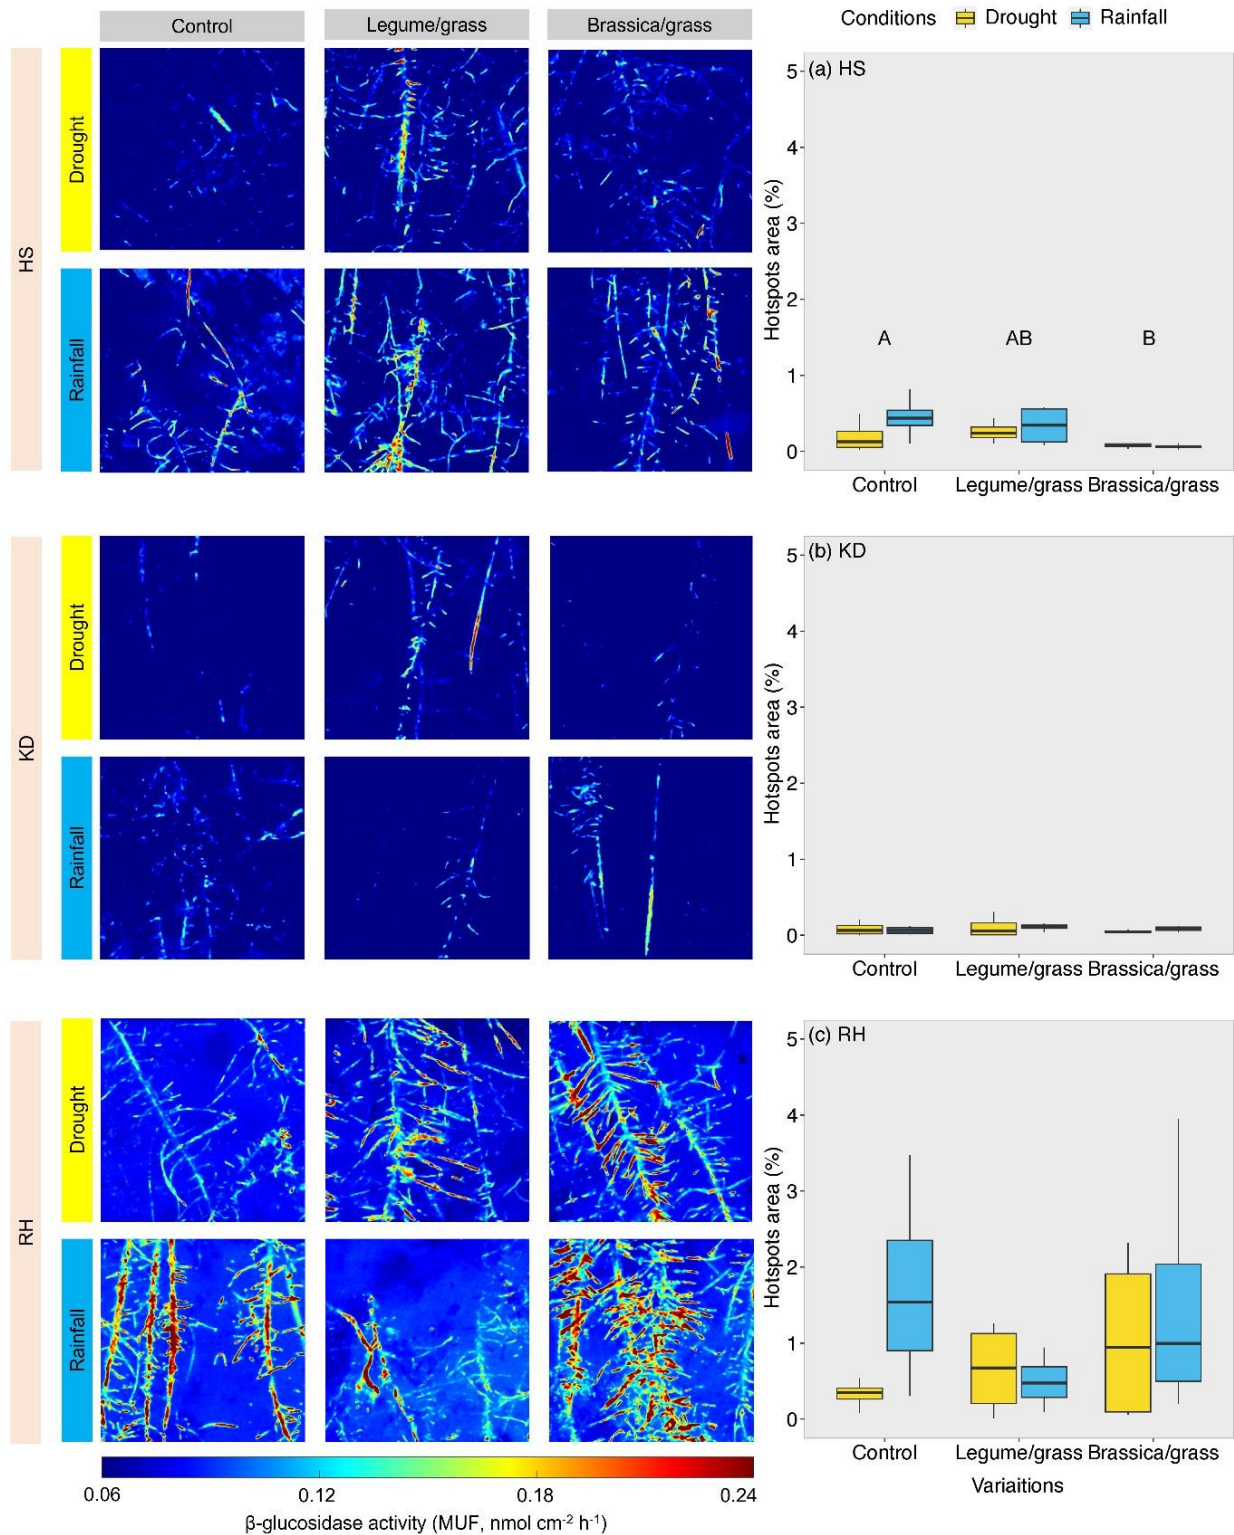 Control
Legume/grass
Brassica/grass
Conditions Drought Rainfall
HS
Drought
Rainfall
(a) HS
Hotspots area (%)
5
4
3
2
1
0
A
AB
B
Control
Legume/grass
Brassica/grass
KD
Drought
Rainfall
(b) KD
Hotspots area (%)
5
4
3
2
1
0
Control
Legume/grass
Brassica/grass
RH
Drought
Rainfall
(c) RH
Hotspots area (%)
5
4
3
2
1
0
Control
Legume/grass
Brassica/grass
Variaitions
0.06
0.12
0.18
0.24
β-glucosidase activity (MUF, nmol cm⁻² h⁻¹)